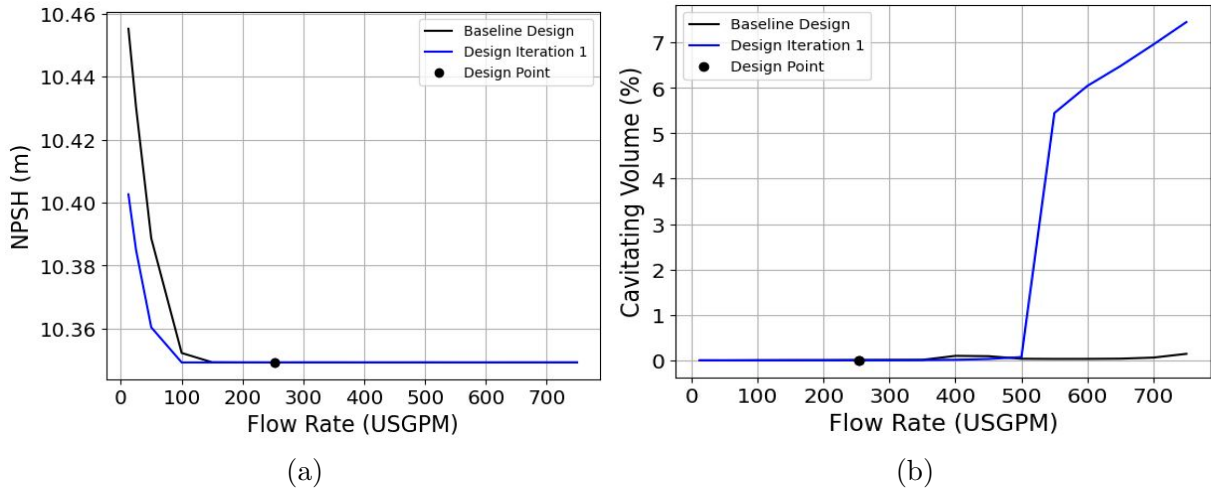 10.46
10.44
10.42
10.40
10.38
10.36
NPSH (m)
Baseline Design
Design Iteration 1
Design Point
0 100 200 300 400 500 600 700
Flow Rate (USGPM)
(a)
7
6
5
4
3
2
1
0
Cavitating Volume (%)
Baseline Design
Design Iteration 1
Design Point
0 100 200 300 400 500 600 700
Flow Rate (USGPM)
(b)